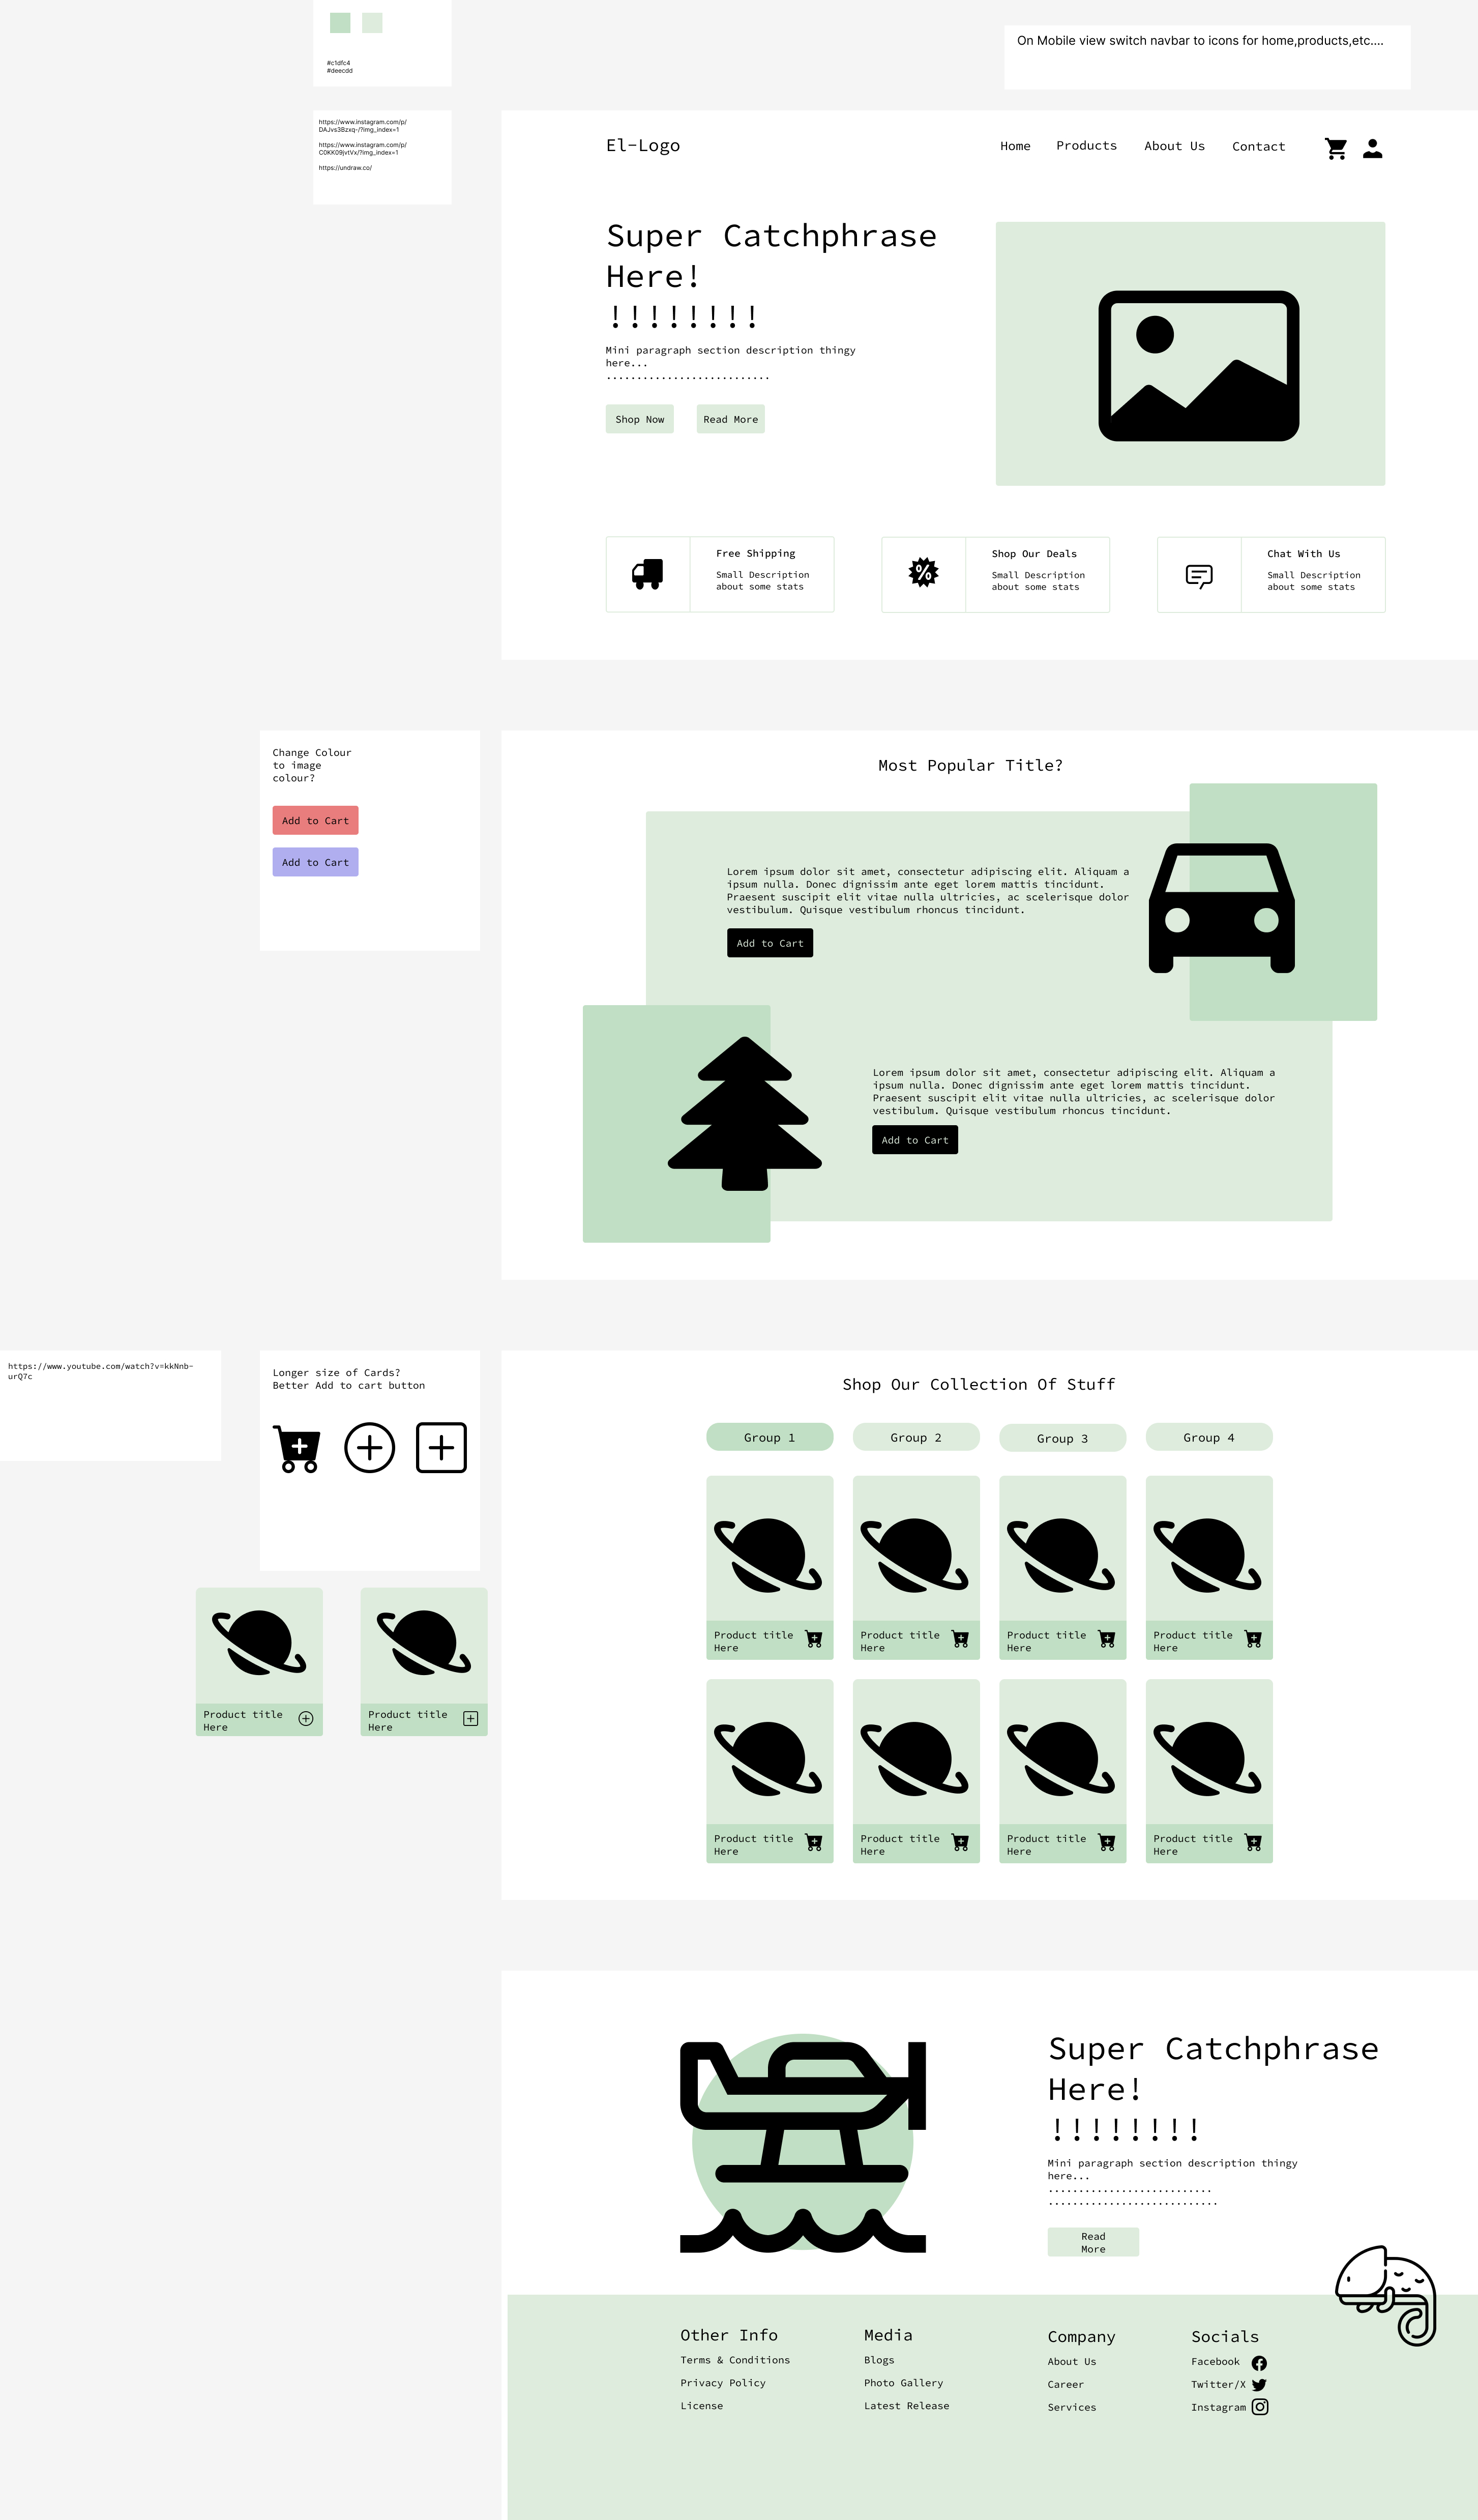 #c1dfc4
#deecdd
On Mobile view switch navbar to icons for home,products,etc....
https://www.instagram.com/p/
DAJvs3Bzxq-/?img_index=1
https://www.instagram.com/p/
C0KK09jvtVx/?img_index=1
https://undraw.co/
El-Logo
Home
Products
About Us
Contact
Super Catchphrase
Here!
!!!!!!!!
Mini paragraph section description thingy
here...
...........................
Shop Now
Read More
Free Shipping
Small Description
about some stats
Shop Our Deals
Small Description
about some stats
Chat With Us
Small Description
about some stats
Change Colour
to image
colour?
Add to Cart
Add to Cart
Most Popular Title?
Lorem ipsum dolor sit amet, consectetur adipiscing elit. Aliquam a
ipsum nulla. Donec dignissim ante eget lorem mattis tincidunt.
Praesent suscipit elit vitae nulla ultricies, ac scelerisque dolor
vestibulum. Quisque vestibulum rhoncus tincidunt.
Add to Cart
Lorem ipsum dolor sit amet, consectetur adipiscing elit. Aliquam a
ipsum nulla. Donec dignissim ante eget lorem mattis tincidunt.
Praesent suscipit elit vitae nulla ultricies, ac scelerisque dolor
vestibulum. Quisque vestibulum rhoncus tincidunt.
Add to Cart
https://www.youtube.com/watch?v=kkNnb-
urQ7c
Longer size of Cards?
Better Add to cart button
Product title
Here
Product title
Here
Shop Our Collection Of Stuff
Group 1
Group 2
Group 3
Group 4
Product title
Here
Product title
Here
Product title
Here
Product title
Here
Product title
Here
Product title
Here
Product title
Here
Product title
Here
Super Catchphrase
Here!
!!!!!!!!
Mini paragraph section description thingy
here...
...........................
............................
Read
More
Other Info
Terms & Conditions
Privacy Policy
License
Media
Blogs
Photo Gallery
Latest Release
Company
About Us
Career
Services
Socials
Facebook
Twitter/X
Instagram